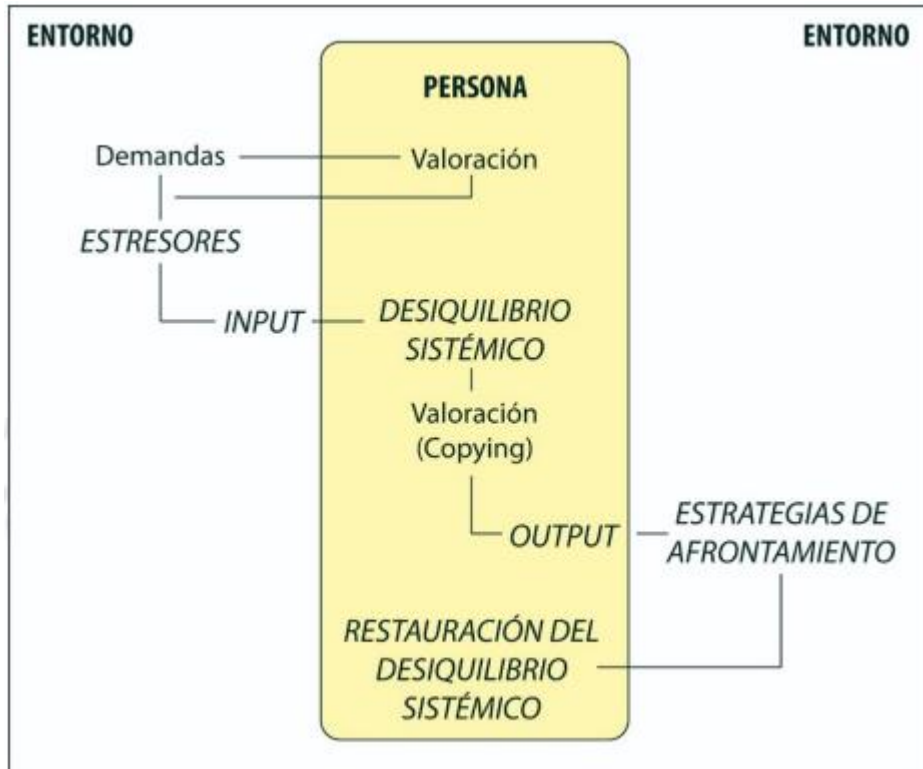 ENTORNO
ENTORNO
PERSONA
Demandas
Valoración
ESTRESORES
INPUT
DESIQUILIBRIO
SISTÉMICO
Valoración
(Copying)
OUTPUT
ESTRATEGIAS DE
AFRONTAMIENTO
RESTAURACIÓN DEL
DESIQUILIBRIO
SISTÉMICO